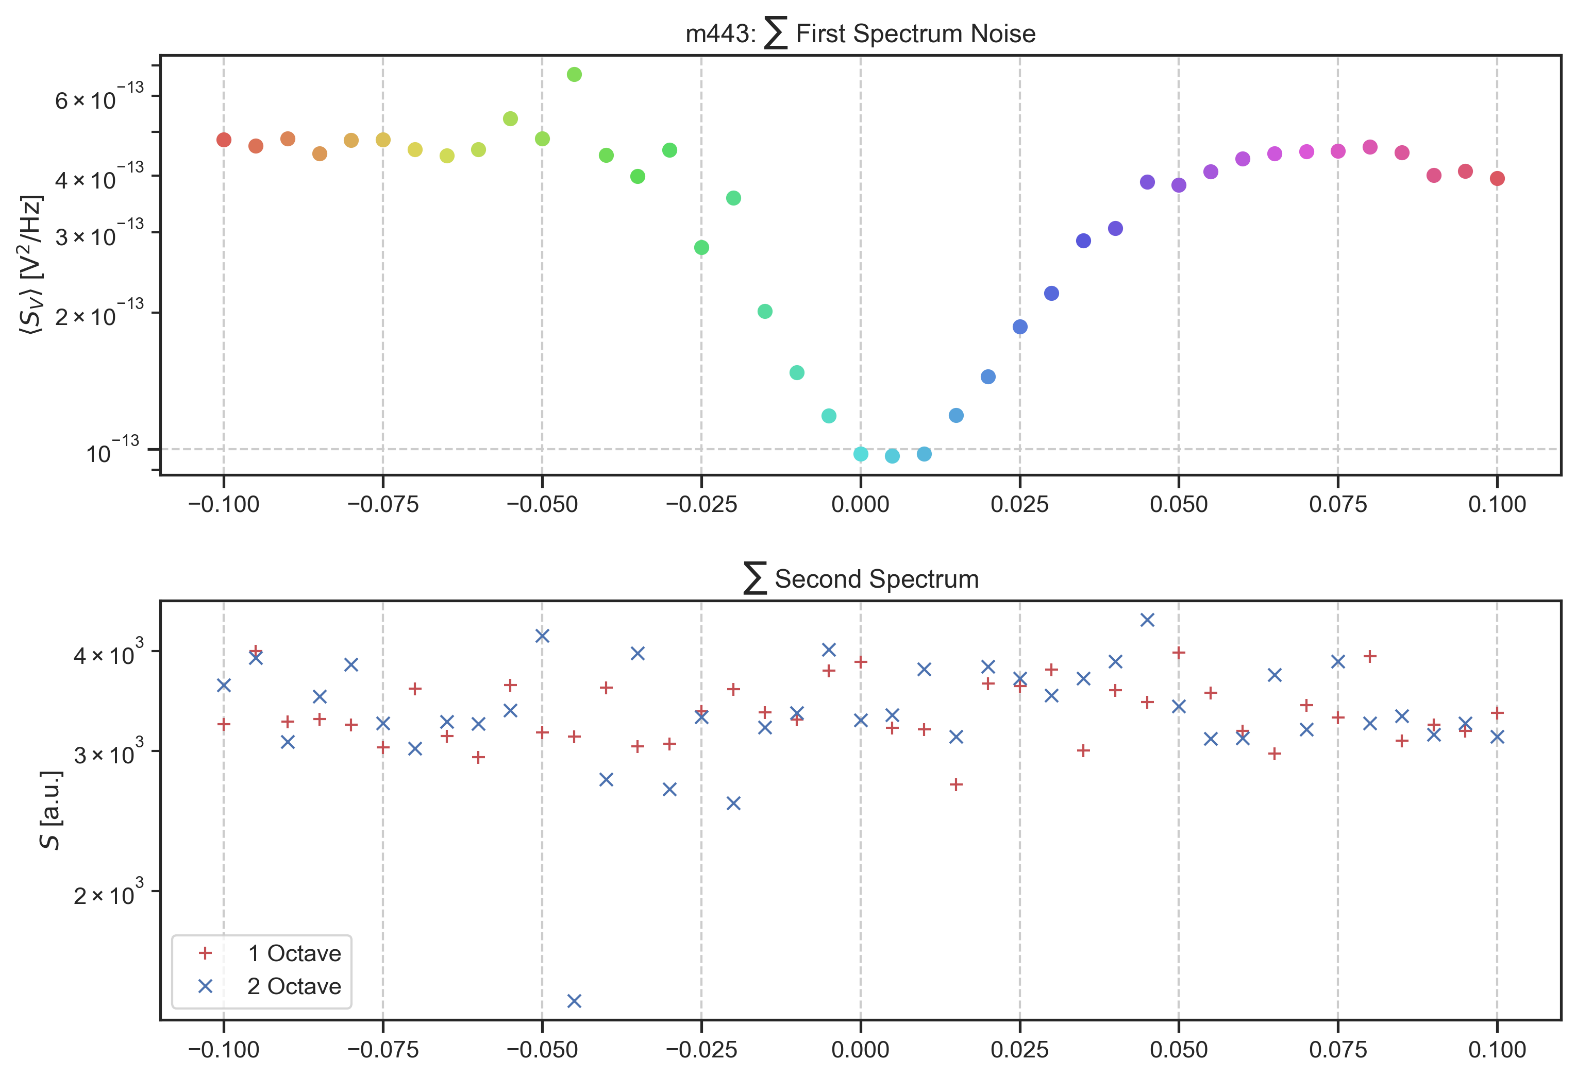 m443: ∑ First Spectrum Noise
⟨S_V⟩ [V²/Hz]
6 × 10⁻¹³
4 × 10⁻¹³
3 × 10⁻¹³
2 × 10⁻¹³
10⁻¹³
−0.100 −0.075 −0.050 −0.025 0.000 0.025 0.050 0.075 0.100
∑ Second Spectrum
S [a.u.]
4 × 10³
3 × 10³
2 × 10³
1 Octave
2 Octave
−0.100 −0.075 −0.050 −0.025 0.000 0.025 0.050 0.075 0.100